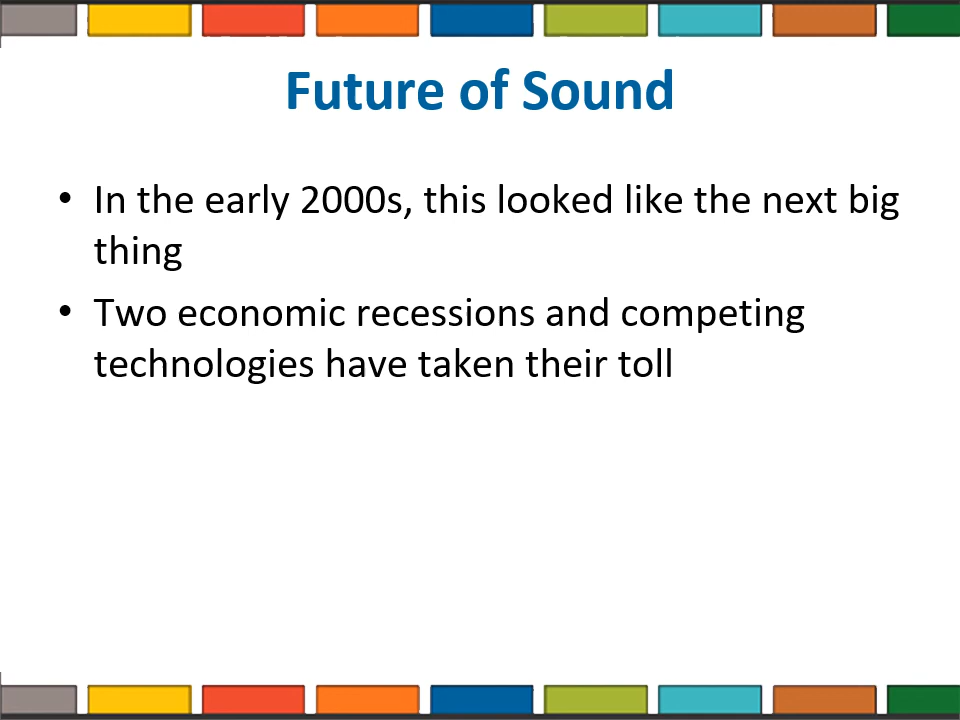 Future of Sound
• In the early 2000s, this looked like the next big
thing
• Two economic recessions and competing
technologies have taken their toll